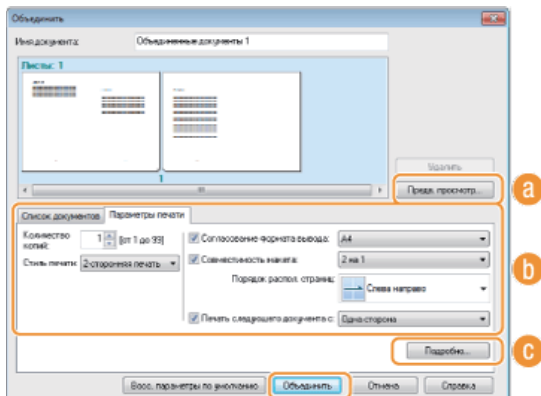 Объединить
Имя документа: Объединенные документы 1
Листы: 1
1
Удалить
Предв. просмотр...
a
Список документов Параметры печати
Количество копий: 1 [от 1 до 99]
Стиль печати: 2-сторонняя печать
Согласование формата вывода: A4
Совместимость макета: 2 на 1
Порядок распол. страниц: Слева направо
Печать следующего документа с: Одна сторона
b
Подробно...
c
Восс. параметры по умолчанию Объединить Отмена Справка